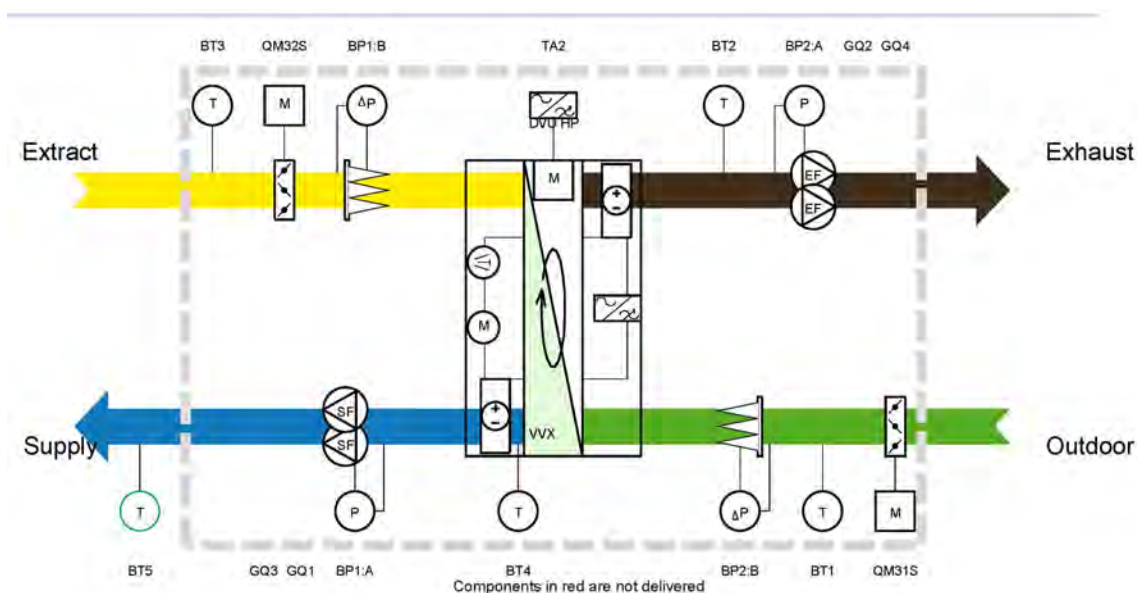 BT3 QM32S BP1:B TA2 BT2 BP2:A GQ2 GQ4
T M ΔP DVU HP T P
Extract Exhaust
M + - EF
EF
M
Supply SF + - VVX Outdoor
SF
T P T ΔP T M
BT5 GQ3 GQ1 BP1:A BT4 BP2:B BT1 QM31S
Components in red are not delivered